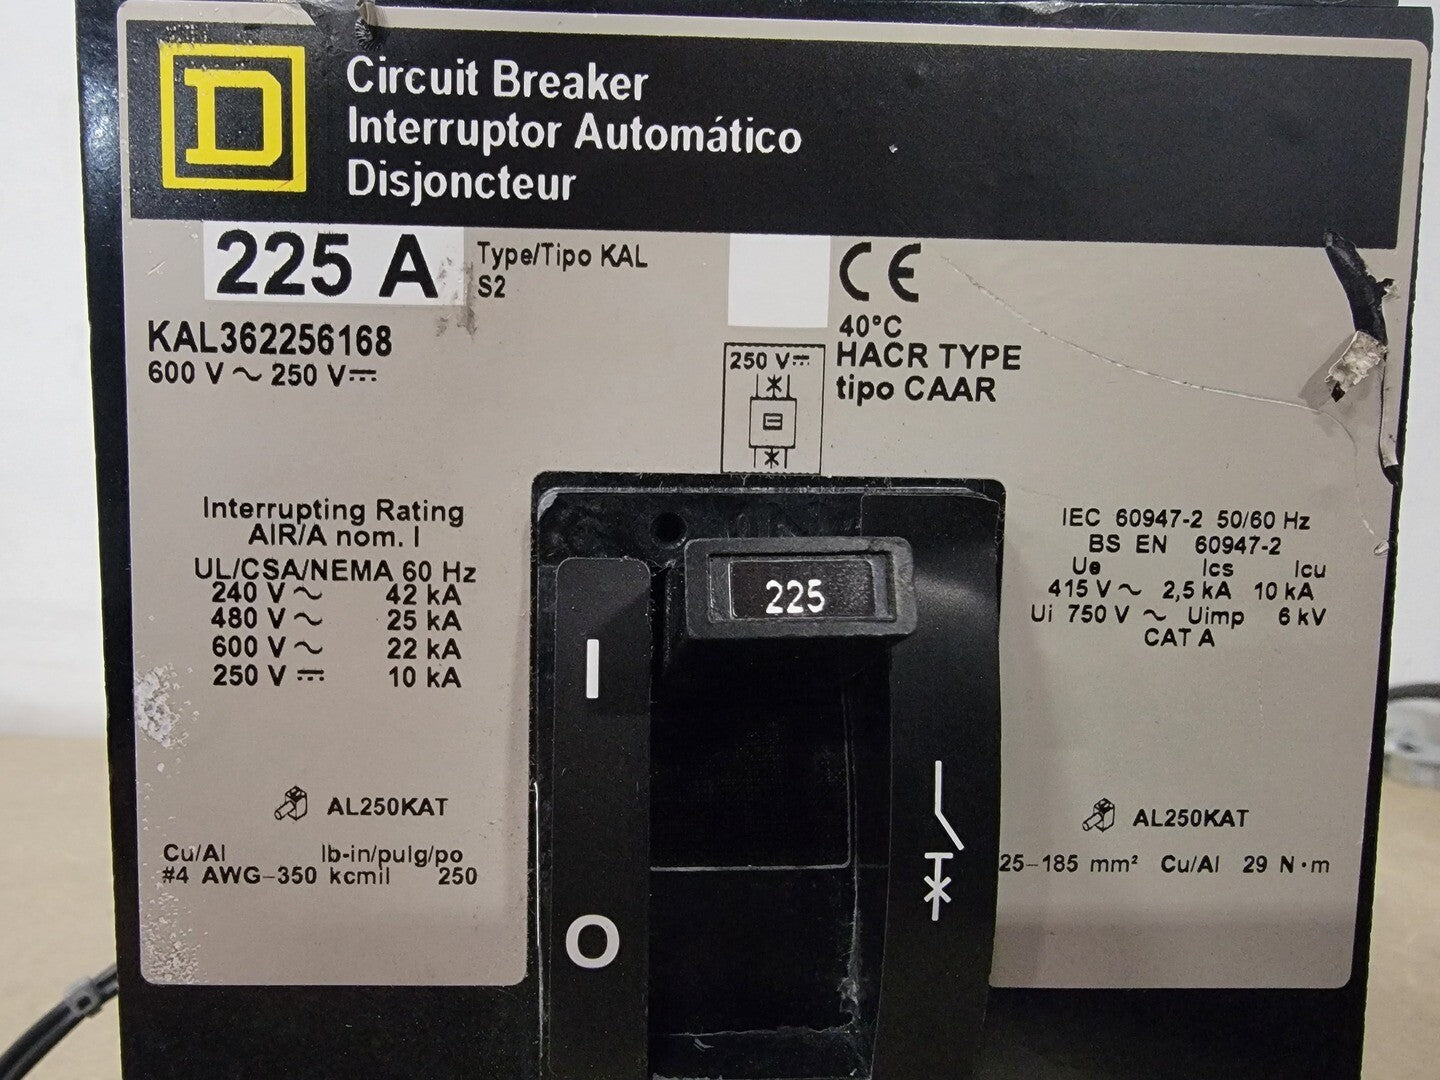 D
Circuit Breaker
Interruptor Automático
Disjoncteur
225 A
Type/Tipo KAL
S2
KAL362256168
600 V ~ 250 V⎓
CE
40°C
HACR TYPE
tipo CAAR
250 V⎓
Interrupting Rating
AIR/A nom. I
UL/CSA/NEMA 60 Hz
240 V ~ 42 kA
480 V ~ 25 kA
600 V ~ 22 kA
250 V ⎓ 10 kA
AL250KAT
Cu/Al lb-in/pulg/po
#4 AWG-350 kcmil 250
225
I
O
IEC 60947-2 50/60 Hz
BS EN 60947-2
Ue Ics Icu
415 V ~ 2,5 kA 10 kA
Ui 750 V ~ Uimp 6 kV
CAT A
AL250KAT
25-185 mm² Cu/Al 29 N·m